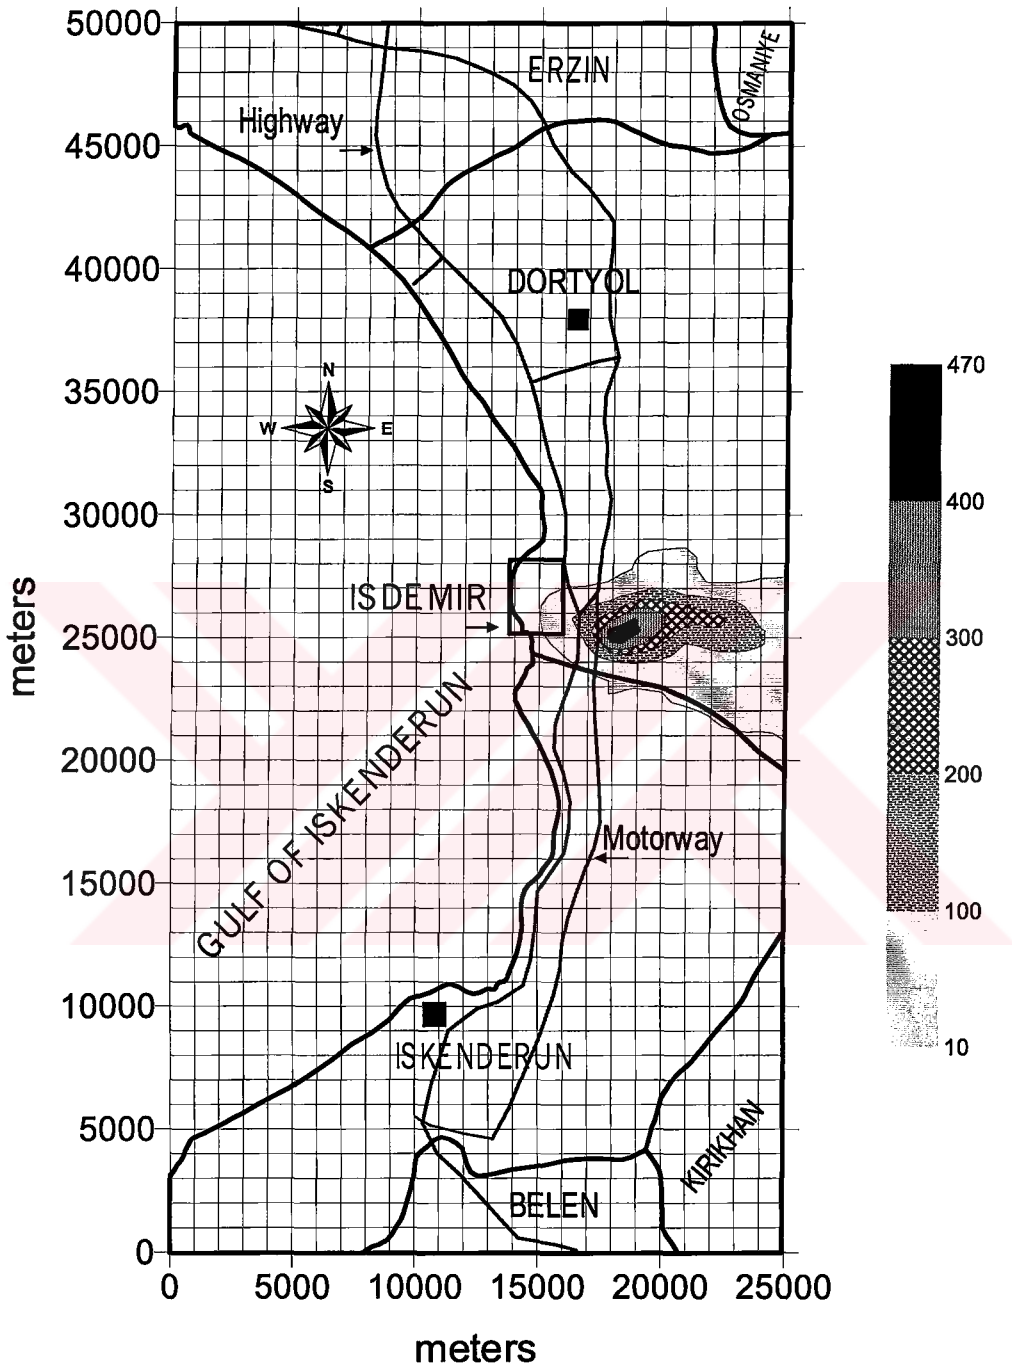 50000
45000
40000
35000
30000
25000
20000
15000
10000
5000
0
meters
ERZIN
OSMANIYE
Highway
DORTYOL
N
W E
S
ISDEMIR
GULF OF ISKENDERUN
Motorway
ISKENDERUN
KIRIKHAN
BELEN
0 5000 10000 15000 20000 25000
meters
470
400
300
200
100
10